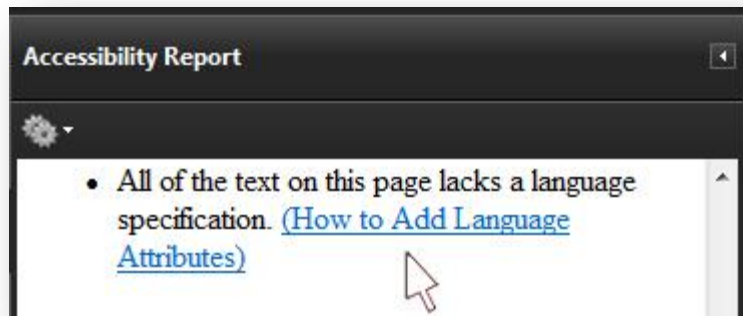 Accessibility Report
• All of the text on this page lacks a language
specification. (How to Add Language
Attributes)